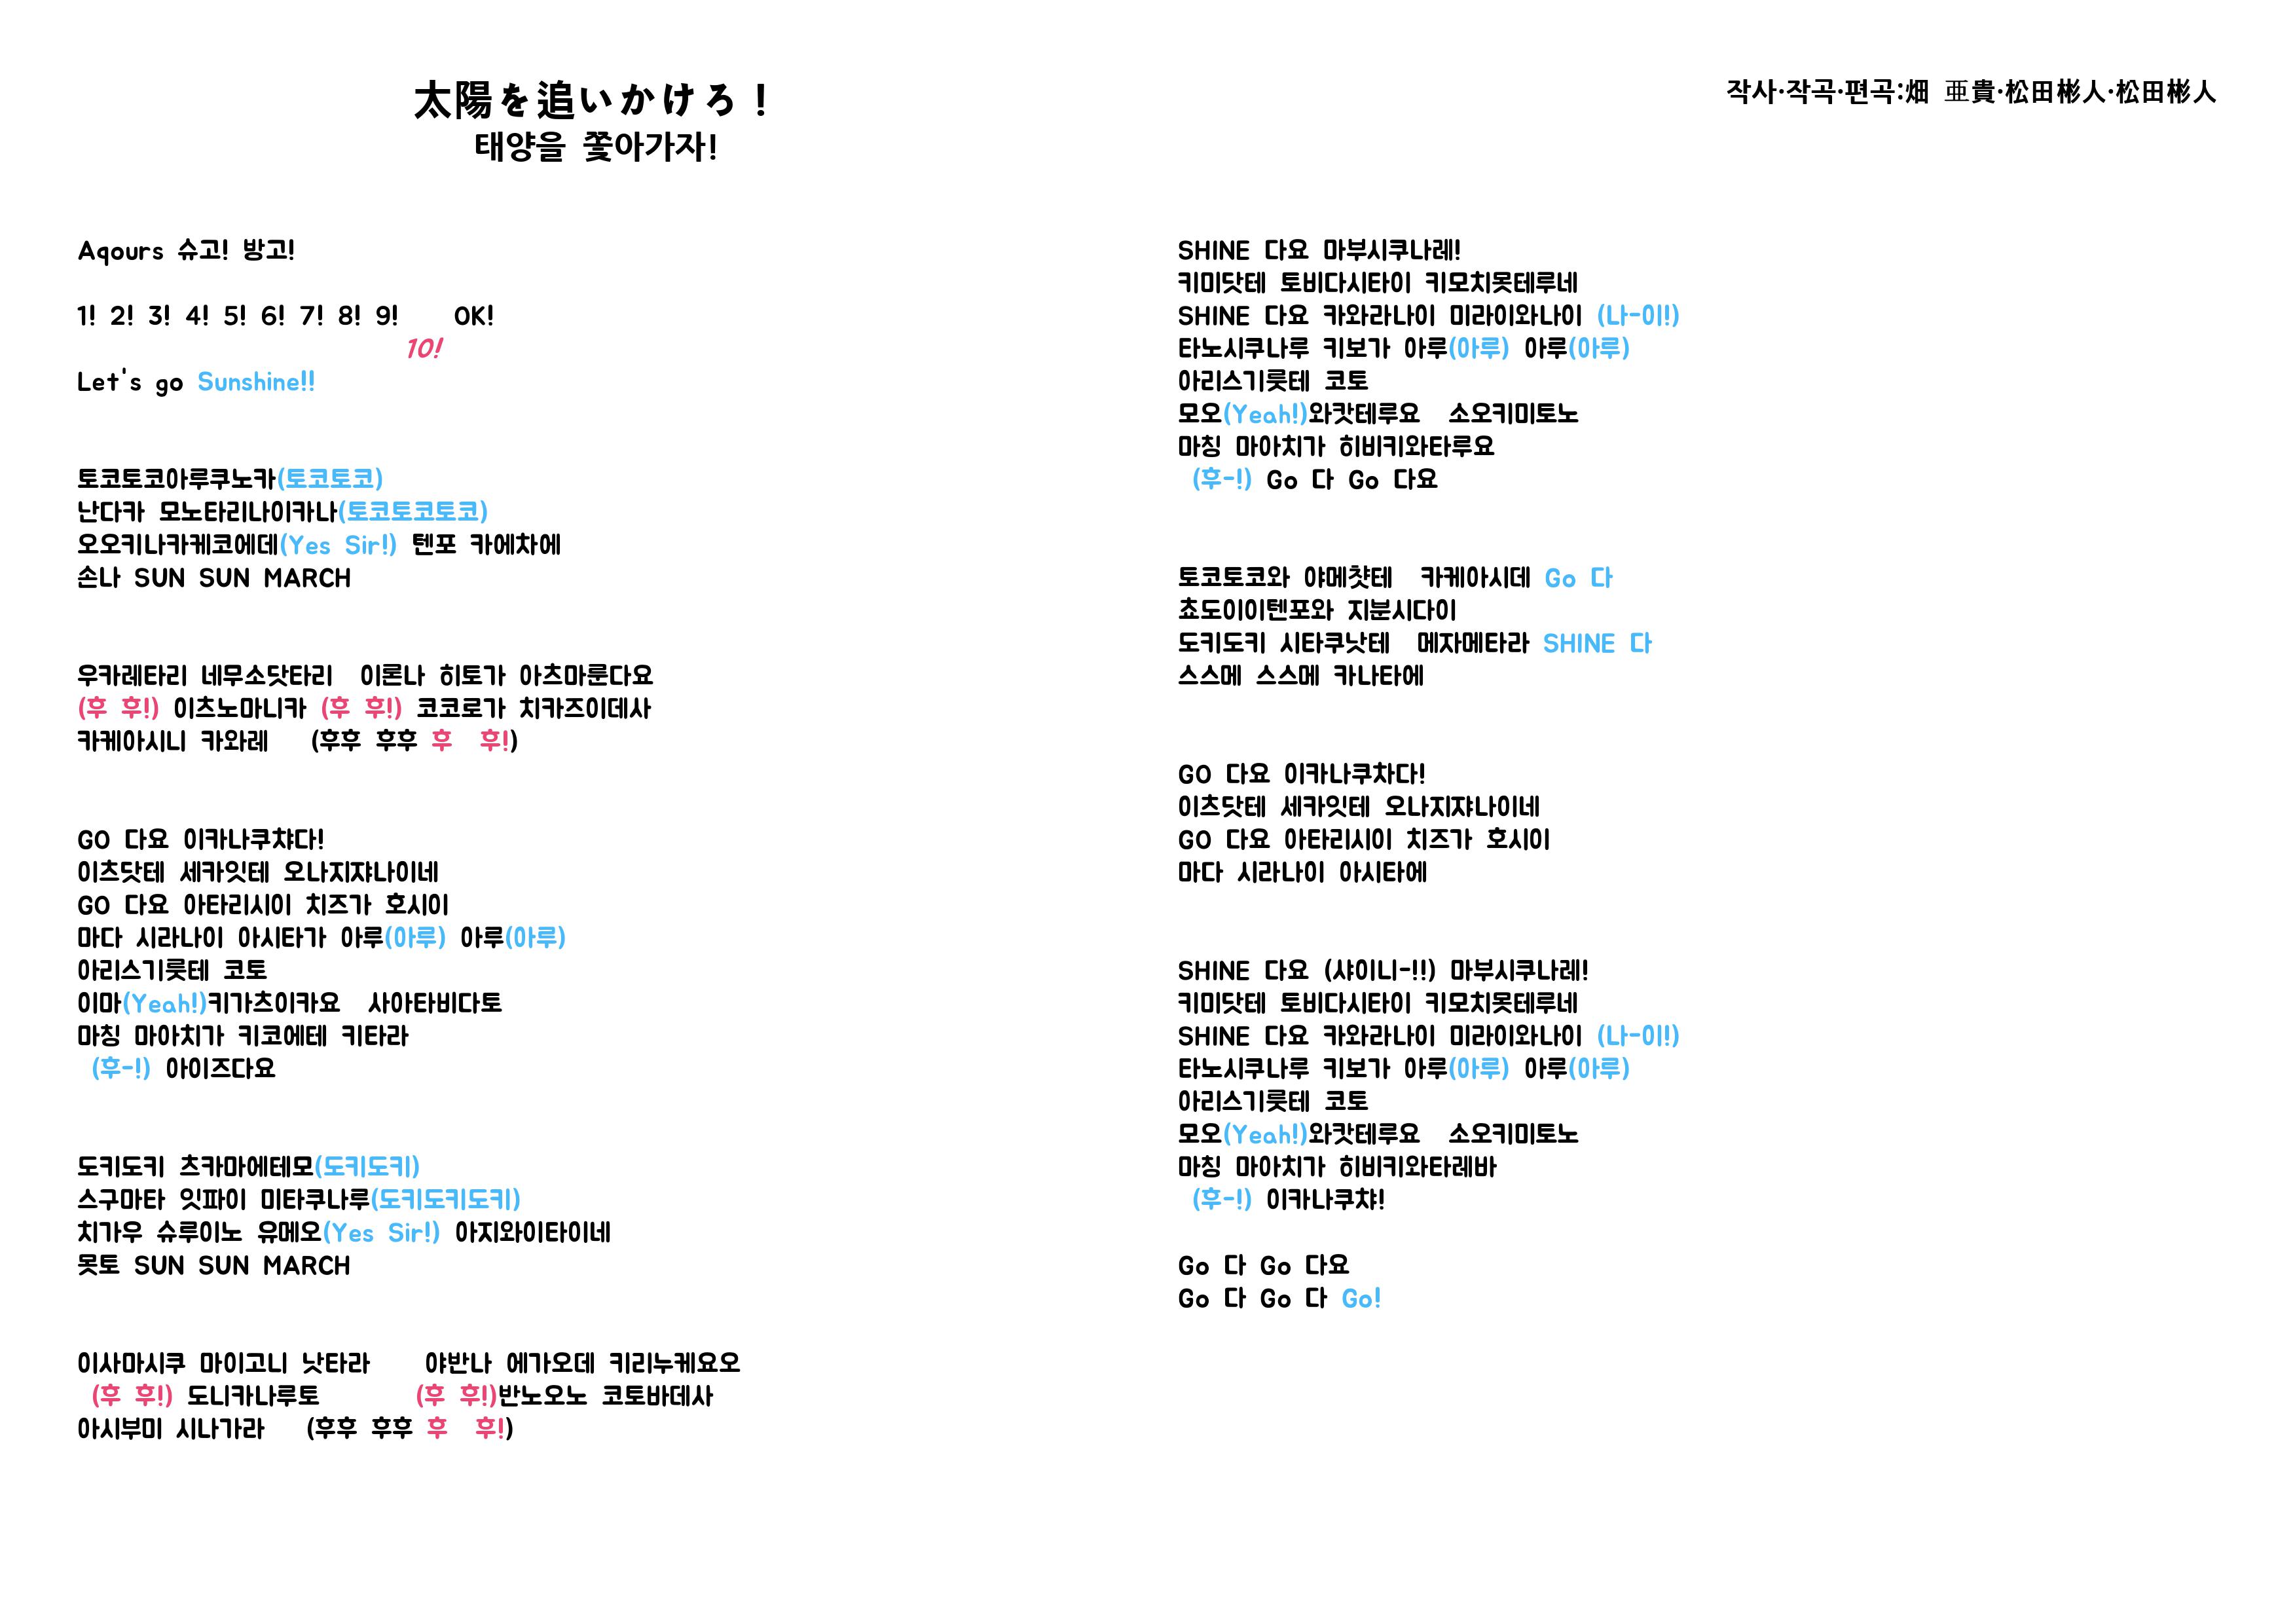 太陽を追いかけろ！
태양을 쫓아가자!
작사·작곡·편곡:畑 亜貴·松田彬人·松田彬人
Aqours 슈고! 방고!
1! 2! 3! 4! 5! 6! 7! 8! 9! OK!
10!
Let's go Sunshine!!
토코토코아루쿠노카(토코토코)
난다카 모노타리나이카나(토코토코토코)
오오키나카케코에데(Yes Sir!) 텐포 카에차에
손나 SUN SUN MARCH
우카레타리 네무소닷타리 이론나 히토가 아츠마룬다요
(후 후!) 이츠노마니카 (후 후!) 코코로가 치카즈이데사
카케아시니 카와레 (후후 후후 후 후!)
GO 다요 이카나쿠챠다!
이츠닷테 세카잇테 오나지쟈나이네
GO 다요 아타리시이 치즈가 호시이
마다 시라나이 아시타가 아루(아루) 아루(아루)
아리스기룻테 코토
이마(Yeah!)키가츠이카요 사아타비다토
마칭 마아치가 키코에테 키타라
(후-!) 아이즈다요
도키도키 츠카마에테모(도키도키)
스구마타 잇파이 미타쿠나루(도키도키도키)
치가우 슈루이노 유메오(Yes Sir!) 아지와이타이네
못토 SUN SUN MARCH
이사마시쿠 마이고니 낫타라 야반나 에가오데 키리누케요오
(후 후!) 도니카나루토 (후 후!)반노오노 코토바데사
아시부미 시나가라 (후후 후후 후 후!)
SHINE 다요 마부시쿠나레!
키미닷테 토비다시타이 키모치못테루네
SHINE 다요 카와라나이 미라이와나이 (나-이!)
타노시쿠나루 키보가 아루(아루) 아루(아루)
아리스기룻테 코토
모오(Yeah!)와캇테루요 소오키미토노
마칭 마아치가 히비키와타루요
(후-!) Go 다 Go 다요
토코토코와 야메챳테 카케아시데 Go 다
쵸도이이텐포와 지분시다이
도키도키 시타쿠낫테 메자메타라 SHINE 다
스스메 스스메 카나타에
GO 다요 이카나쿠차다!
이츠닷테 세카잇테 오나지쟈나이네
GO 다요 아타리시이 치즈가 호시이
마다 시라나이 아시타에
SHINE 다요 (샤이니-!!) 마부시쿠나레!
키미닷테 토비다시타이 키모치못테루네
SHINE 다요 카와라나이 미라이와나이 (나-이!)
타노시쿠나루 키보가 아루(아루) 아루(아루)
아리스기룻테 코토
모오(Yeah!)와캇테루요 소오키미토노
마칭 마아치가 히비키와타레바
(후-!) 이카나쿠챠!
Go 다 Go 다요
Go 다 Go 다 Go!